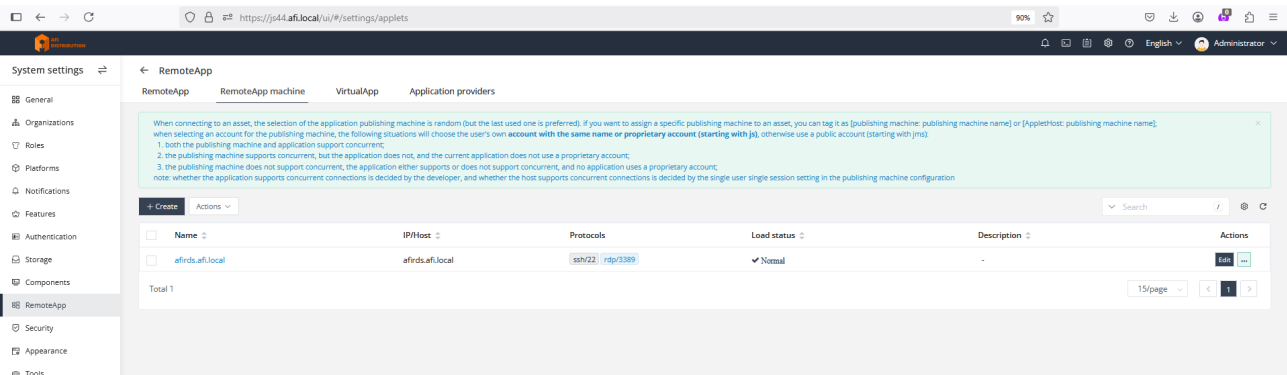 https://js44.afi.local/ui/#/settings/applets
90%
AFI
DISTRIBUTION
English
Administrator
System settings
General
Organizations
Roles
Platforms
Notifications
Features
Authentication
Storage
Components
RemoteApp
Security
Appearance
Tools
RemoteApp
RemoteApp RemoteApp machine VirtualApp Application providers
When connecting to an asset, the selection of the application publishing machine is random (but the last used one is preferred). if you want to assign a specific publishing machine to an asset, you can tag it as [publishing machine: publishing machine name] or [AppletHost: publishing machine name];
when selecting an account for the publishing machine, the following situations will choose the user's own account with the same name or proprietary account (starting with js), otherwise use a public account (starting with jms):
1. both the publishing machine and application support concurrent;
2. the publishing machine supports concurrent, but the application does not, and the current application does not use a proprietary account;
3. the publishing machine does not support concurrent, the application either supports or does not support concurrent, and no application uses a proprietary account;
note: whether the application supports concurrent connections is decided by the developer, and whether the host supports concurrent connections is decided by the single user single session setting in the publishing machine configuration
+ Create Actions Search /
Name IP/Host Protocols Load status Description Actions
afirds.afi.local afirds.afi.local ssh/22 rdp/3389 ✔ Normal - Edit ...
Total 1 15/page < 1 >